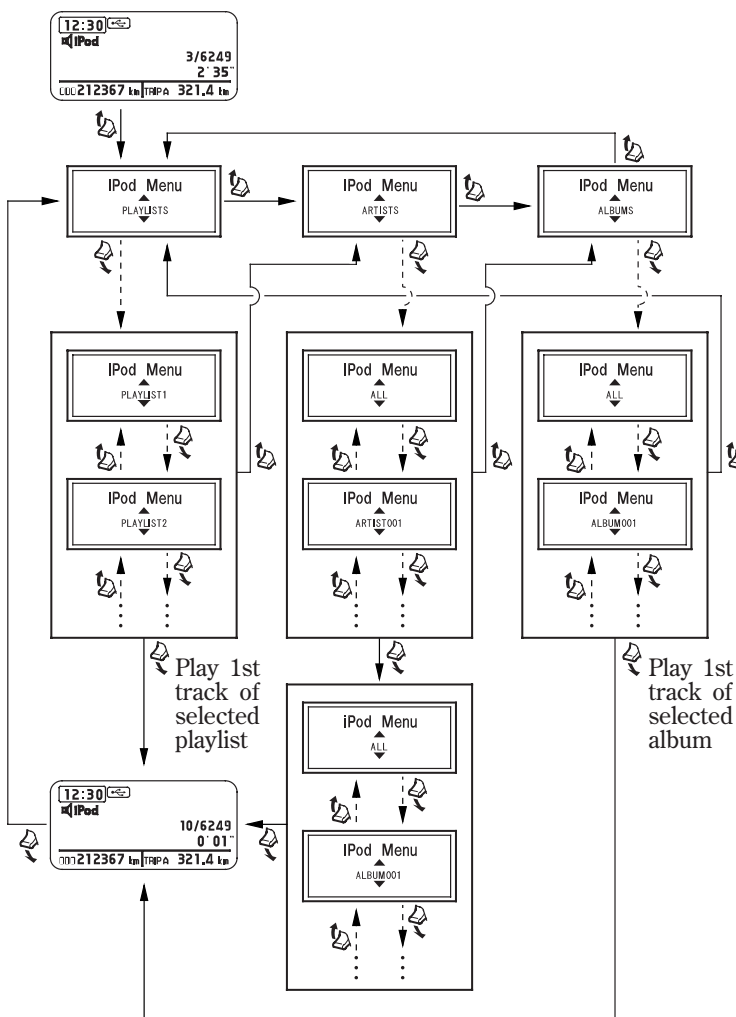 12:30
iPod
3/6249
2'35"
ODO 212367 km TRIP A 321.4 km
IPod Menu
PLAYLISTS
IPod Menu
ARTISTS
IPod Menu
ALBUMS
IPod Menu
PLAYLIST1
IPod Menu
PLAYLIST2
IPod Menu
ALL
IPod Menu
ARTIST001
IPod Menu
ALL
IPod Menu
ALBUM001
Play 1st
track of
selected
playlist
Play 1st
track of
selected
album
iPod Menu
ALL
IPod Menu
ALBUM001
12:30
iPod
10/6249
0'01"
ODO 212367 km TRIP A 321.4 km